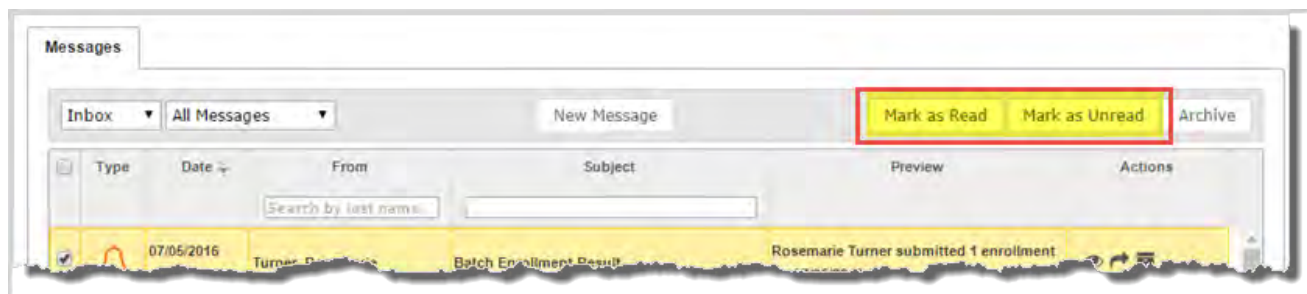 Messages
Inbox All Messages New Message Mark as Read Mark as Unread Archive
Type Date From Subject Preview Actions
Search by last name.
07/05/2016 Rosemarie Turner submitted 1 enrollment
Turner, Batch Enrollment Result